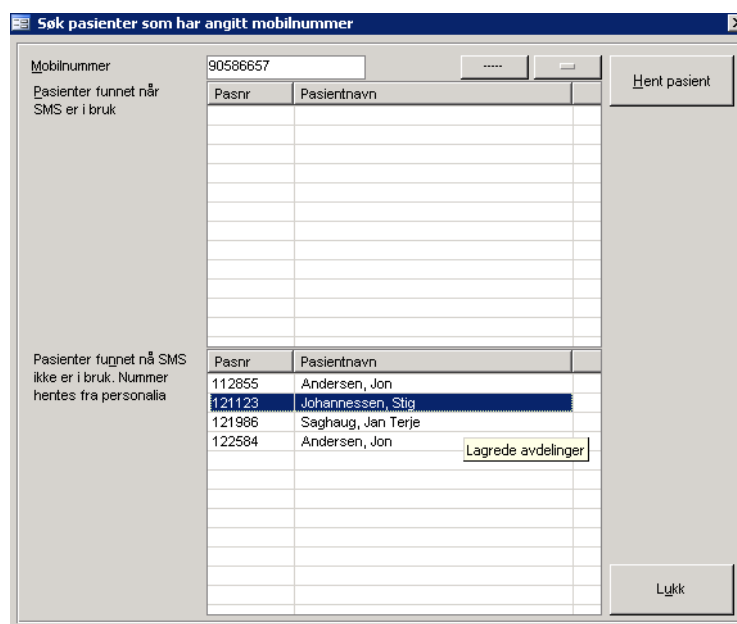 Søk pasienter som har angitt mobilnummer
Mobilnummer 90586657 ----- Hent pasient
Pasienter funnet når
SMS er i bruk
Pasnr Pasientnavn
Pasienter funnet nå SMS
ikke er i bruk. Nummer
hentes fra personalia
Pasnr Pasientnavn
112855 Andersen, Jon
121123 Johannessen, Stig
121986 Saghaug, Jan Terje
122584 Andersen, Jon
Lagrede avdelinger
Lukk